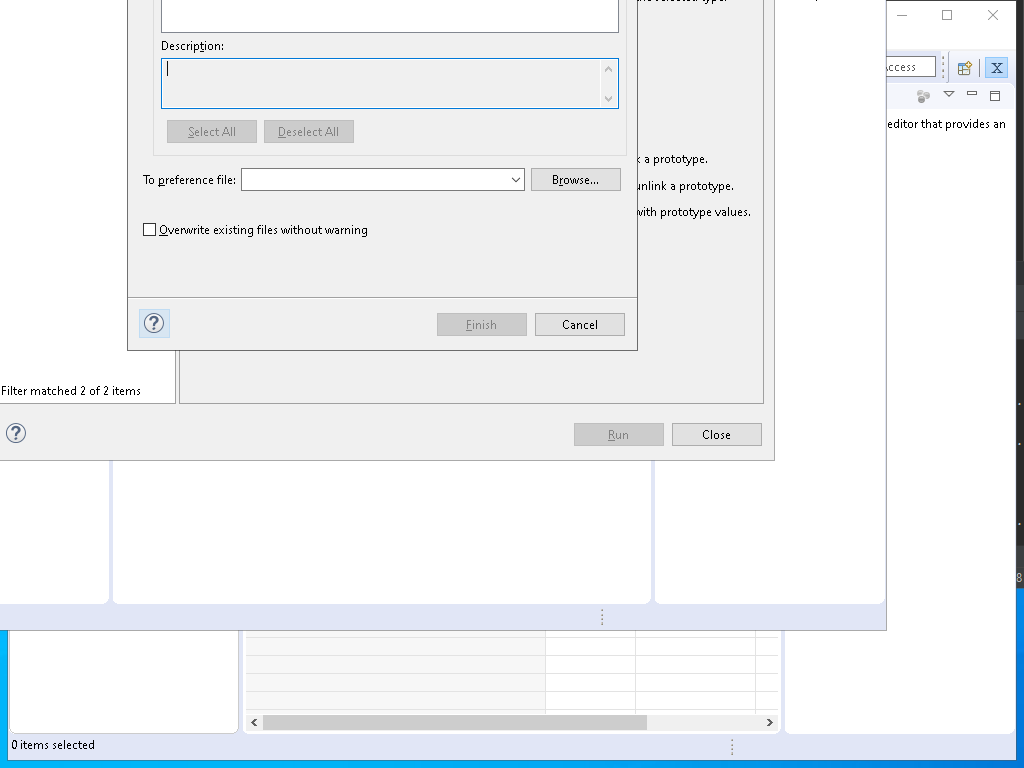 Description:
Access
X
editor that provides an
Select All
Deselect All
k a prototype.
To preference file:
Browse...
unlink a prototype.
with prototype values.
Overwrite existing files without warning
?
Finish
Cancel
Filter matched 2 of 2 items
?
Run
Close
8
0 items selected